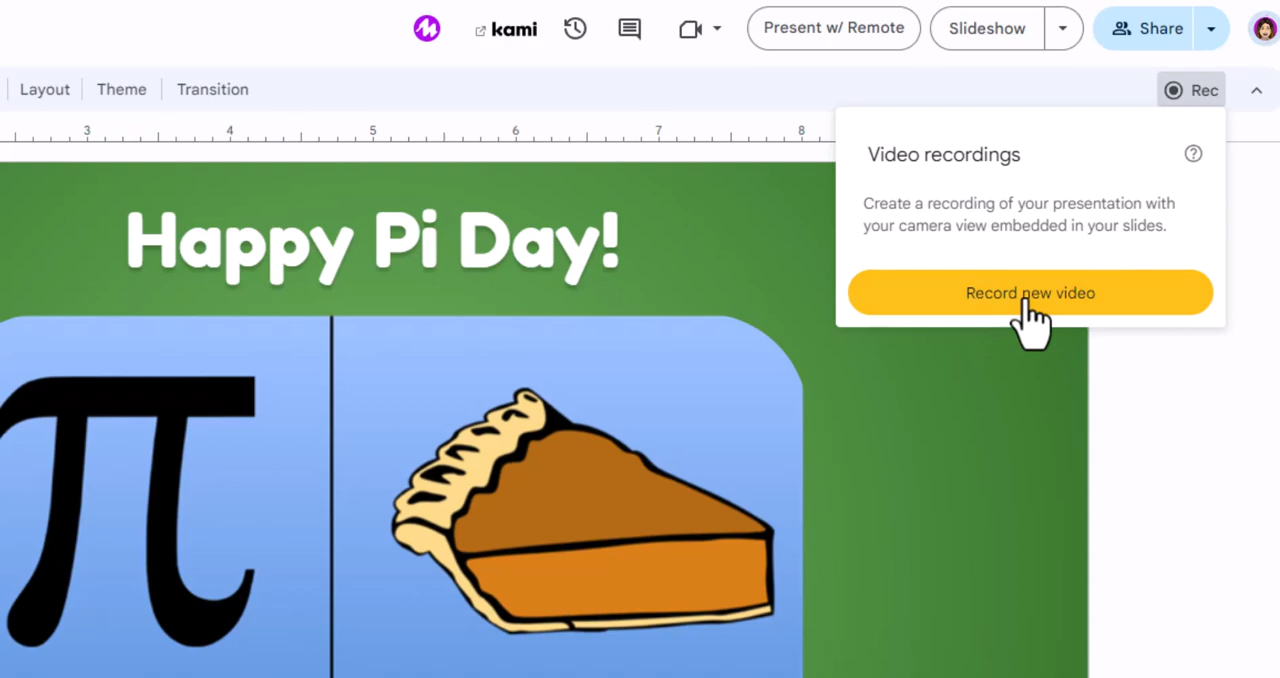 kami
Present w/ Remote
Slideshow
Share
Layout
Theme
Transition
Rec
3 4 5 6 7 8
Video recordings
Create a recording of your presentation with
your camera view embedded in your slides.
Record new video
Happy Pi Day!
π